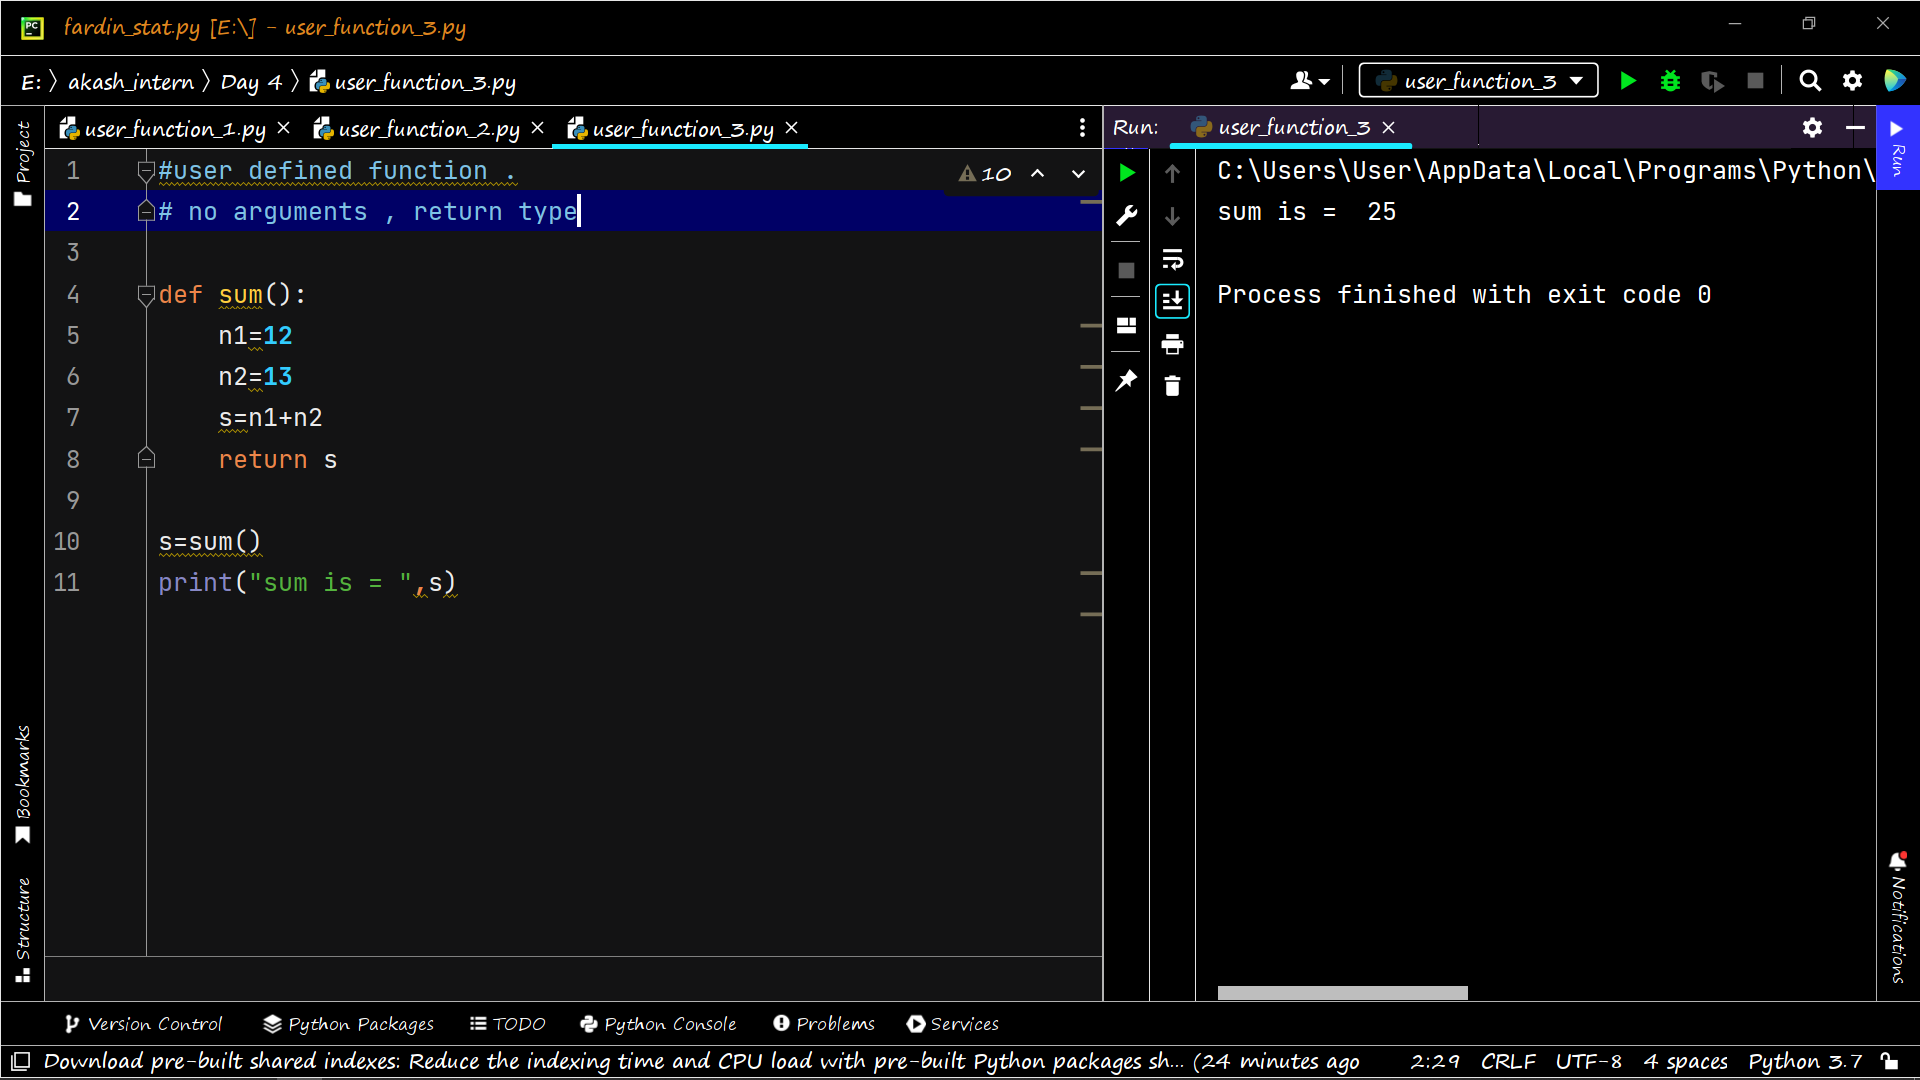 fardin_stat.py [E:\] - user_function_3.py
E: 〉 akash_intern 〉 Day 4 〉 user_function_3.py
user_function_3
Project
user_function_1.py
user_function_2.py
user_function_3.py
10
1 #user defined function .
2 # no arguments , return type
3
4 def sum():
5     n1=12
6     n2=13
7     s=n1+n2
8     return s
9
10 s=sum()
11 print("sum is = ",s)
Run: user_function_3
C:\Users\User\AppData\Local\Programs\Python\
sum is =  25
Process finished with exit code 0
Run
Notifications
Bookmarks
Structure
Version Control Python Packages TODO Python Console Problems Services
Download pre-built shared indexes: Reduce the indexing time and CPU load with pre-built Python packages sh... (24 minutes ago 2:29 CRLF UTF-8 4 spaces Python 3.7